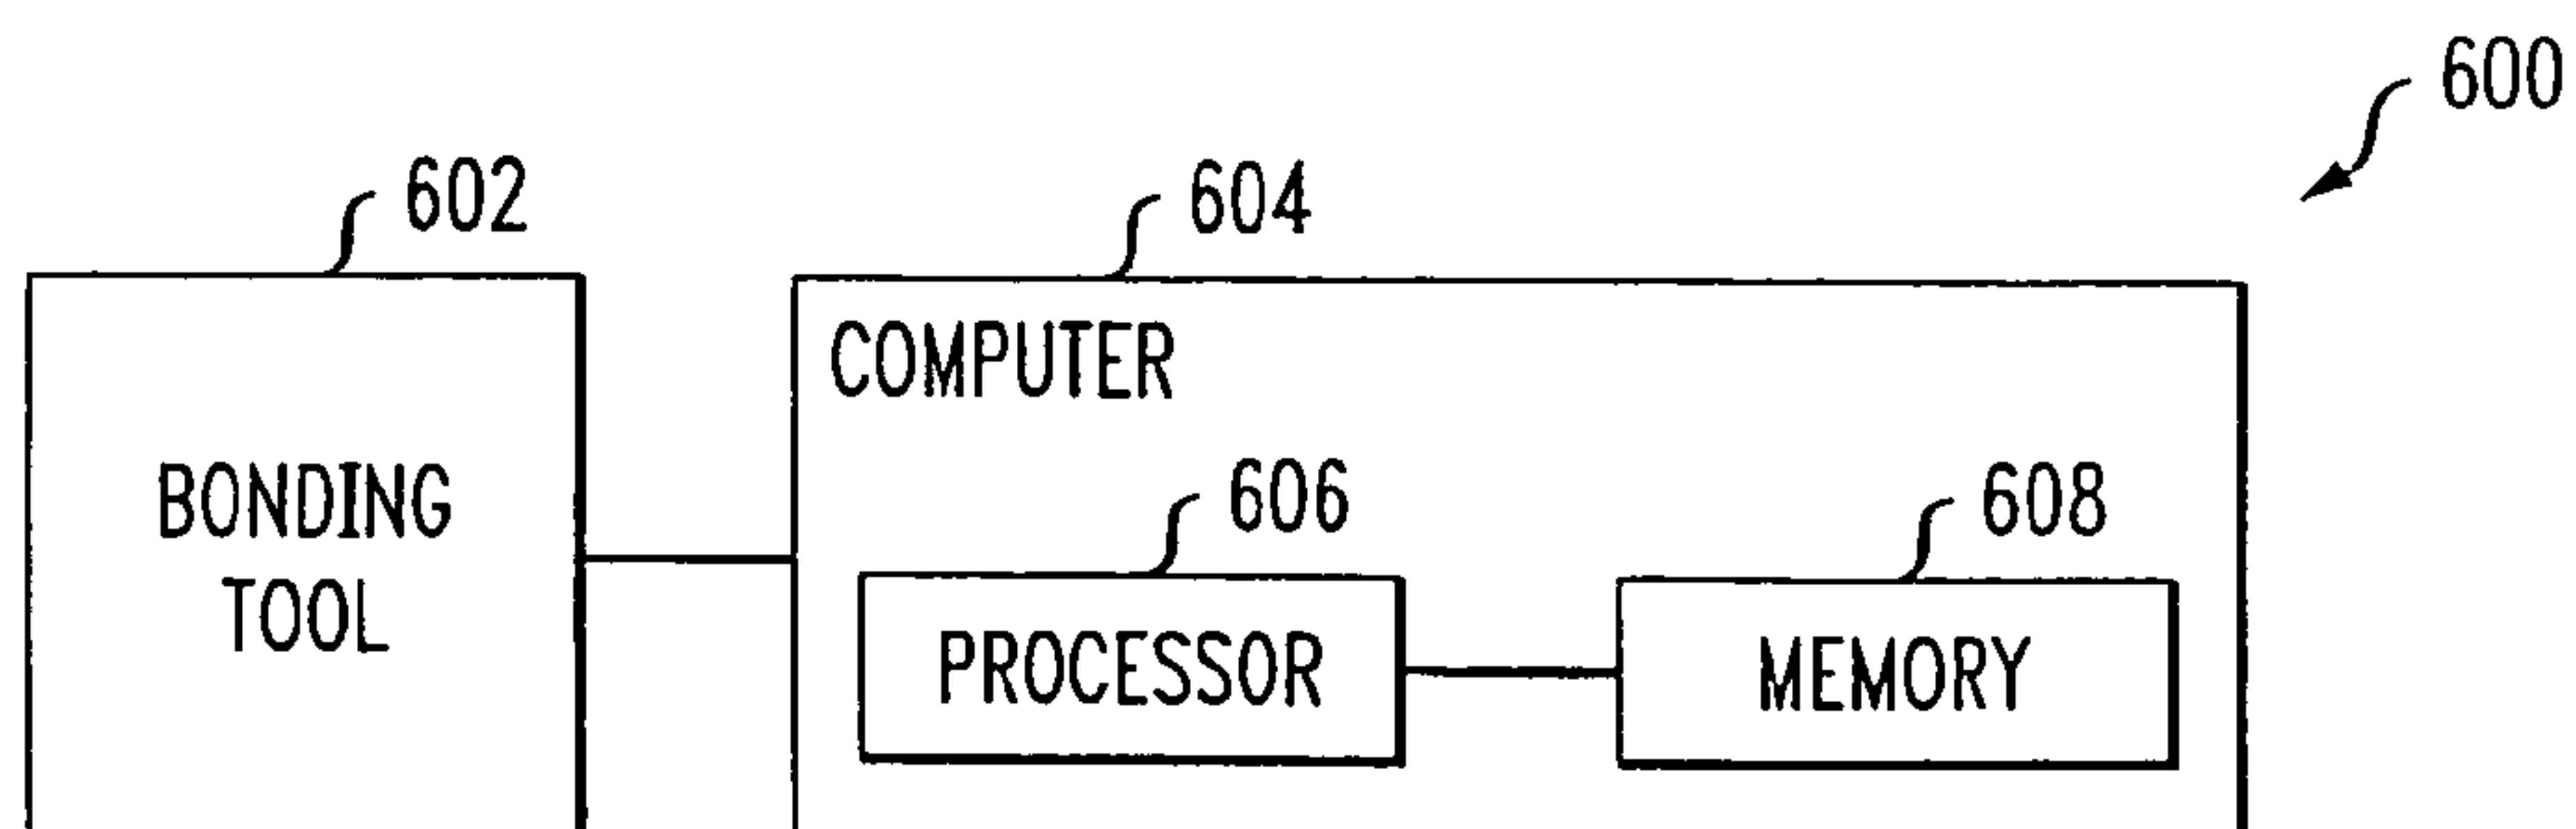 600
602
604
COMPUTER
BONDING
TOOL
606
608
PROCESSOR
MEMORY